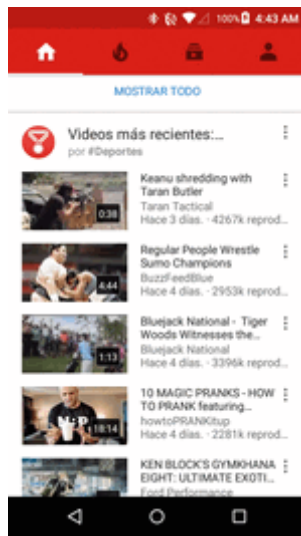 100% 4:43 AM
MOSTRAR TODO
Videos más recientes:...
por #Deportes
Keanu shredding with
Taran Butler
Taran Tactical
Hace 3 días. · 4267k reprod...
0:38
Regular People Wrestle
Sumo Champions
BuzzFeedBlue
Hace 4 días. · 2953k reprod...
4:44
Bluejack National - Tiger
Woods Witnesses the...
Bluejack National
Hace 4 días. · 3396k reprod...
1:13
10 MAGIC PRANKS - HOW
TO PRANK featuring...
howtoPRANKitup
Hace 4 días. · 2281k reprod...
18:14
KEN BLOCK'S GYMKHANA
EIGHT: ULTIMATE EXOTI...
Ford Performance